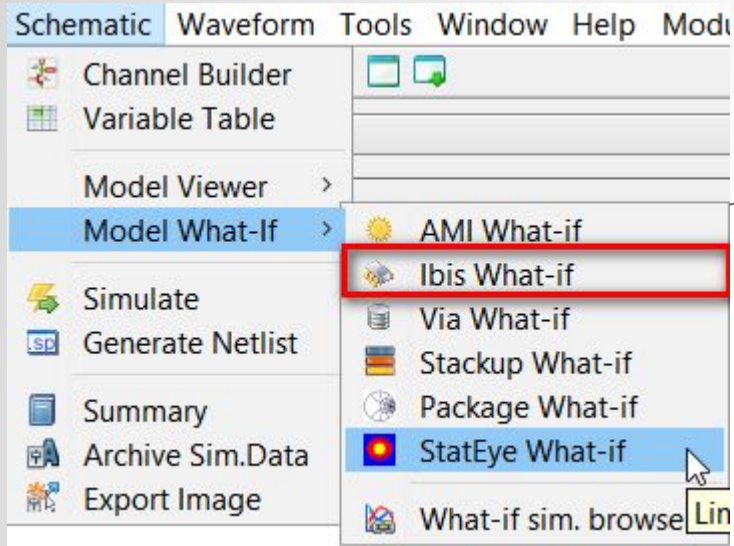 Schematic Waveform Tools Window Help
Channel Builder
Variable Table
Model Viewer >
Model What-If >
AMI What-if
Ibis What-if
Via What-if
Stackup What-if
Package What-if
StatEye What-if
What-if sim. browse
Simulate
.sp Generate Netlist
Summary
Archive Sim.Data
Export Image